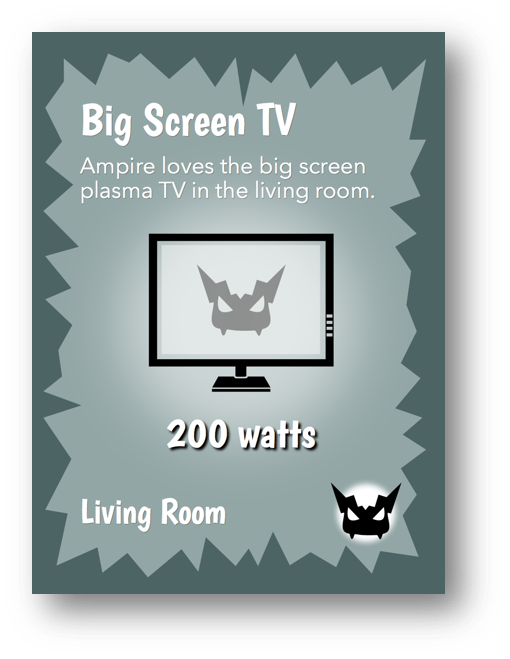 Big Screen TV
Ampire loves the big screen
plasma TV in the living room.
200 watts
Living Room